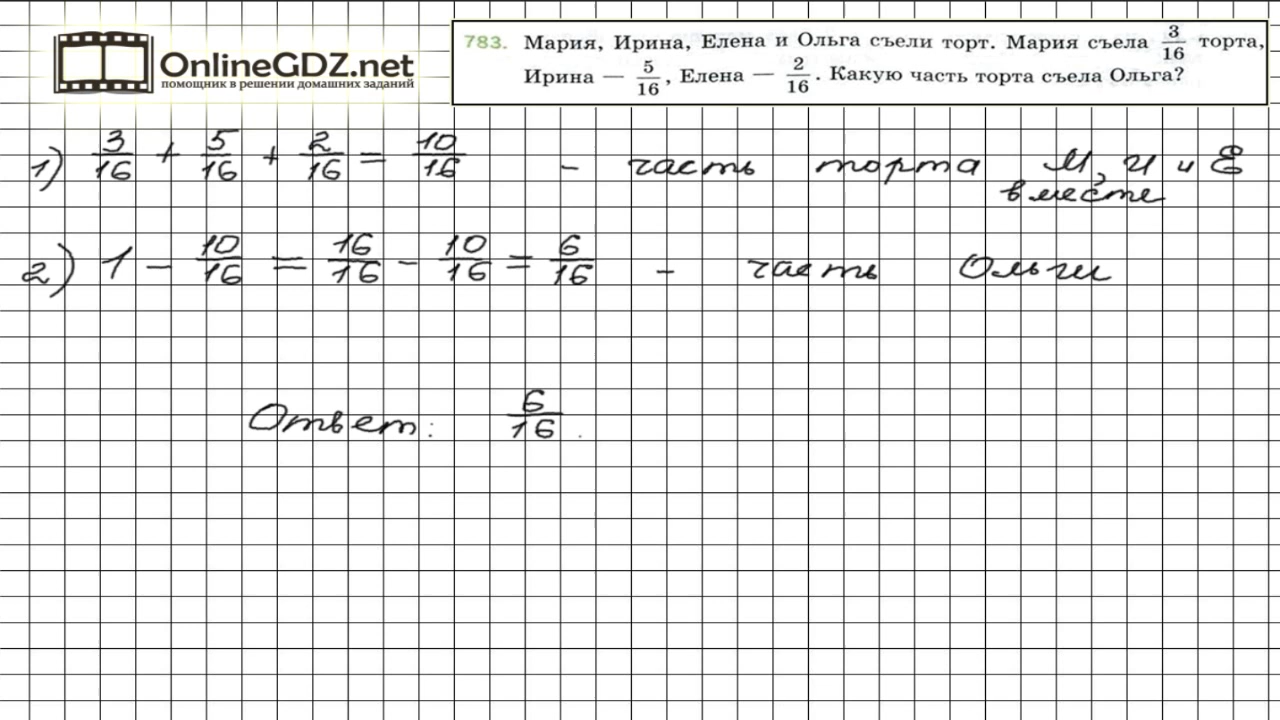 OnlineGDZ.net
помощник в решении домашних заданий
783. Мария, Ирина, Елена и Ольга съели торт. Мария съела 3/16 торта,
Ирина — 5/16, Елена — 2/16. Какую часть торта съела Ольга?
1) 3/16 + 5/16 + 2/16 = 10/16 - часть торта М, И и Е
вместе
2) 1 - 10/16 = 16/16 - 10/16 = 6/16 - часть Ольги
Ответ: 6/16.